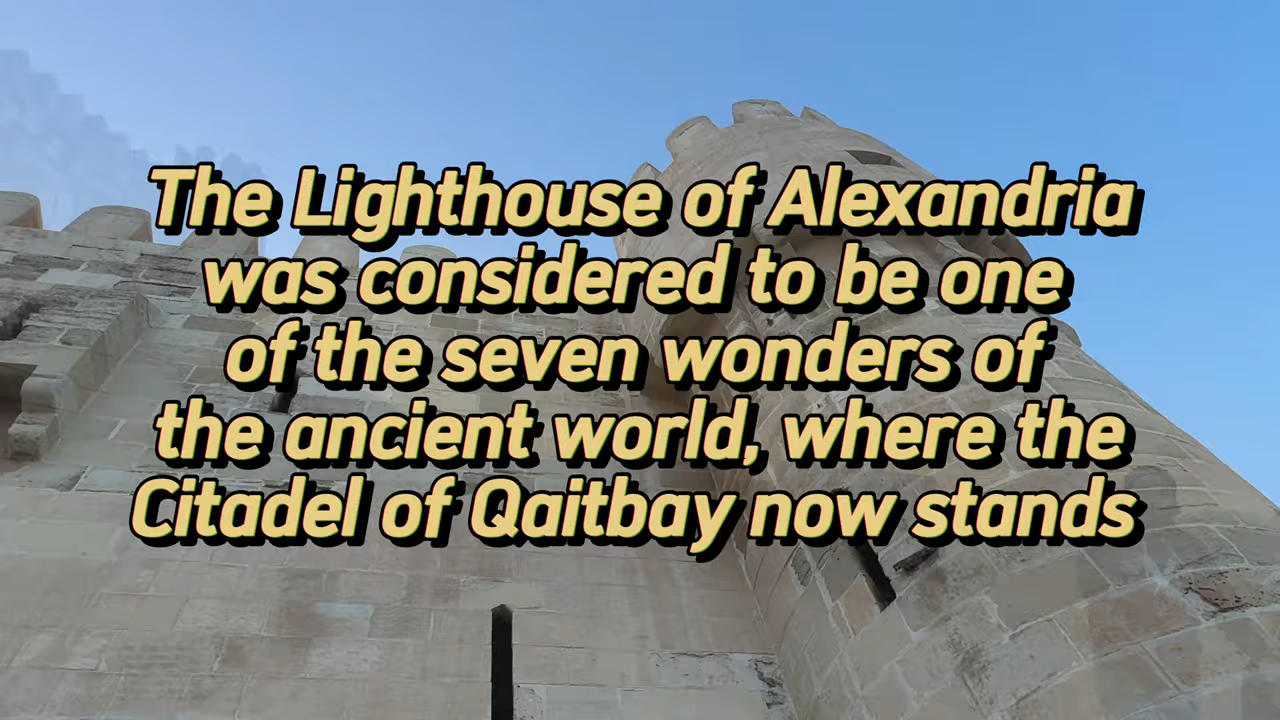 The Lighthouse of Alexandria
was considered to be one
of the seven wonders of
the ancient world, where the
Citadel of Qaitbay now stands